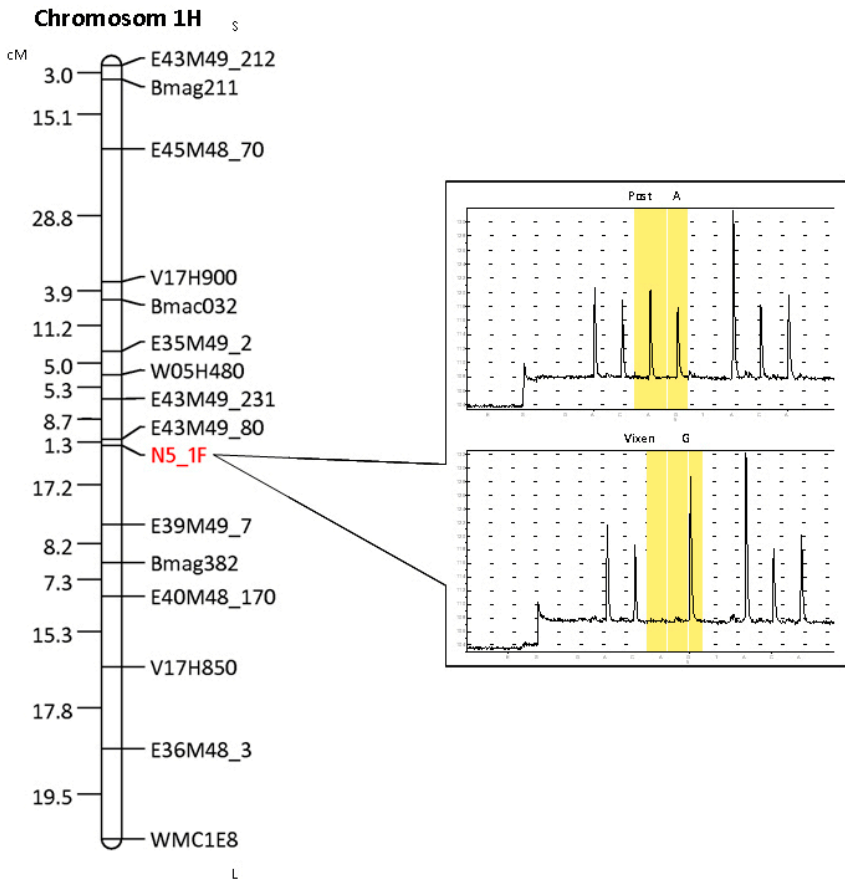 Chromosom 1H
S
cM
E43M49_212
3.0
Bmag211
15.1
E45M48_70
28.8
V17H900
3.9
Bmac032
11.2
E35M49_2
5.0
W05H480
5.3
E43M49_231
8.7
E43M49_80
1.3
N5_1F
17.2
E39M49_7
8.2
Bmag382
7.3
E40M48_170
15.3
V17H850
17.8
E36M48_3
19.5
WMC1E8
L
Post A
Vixen G